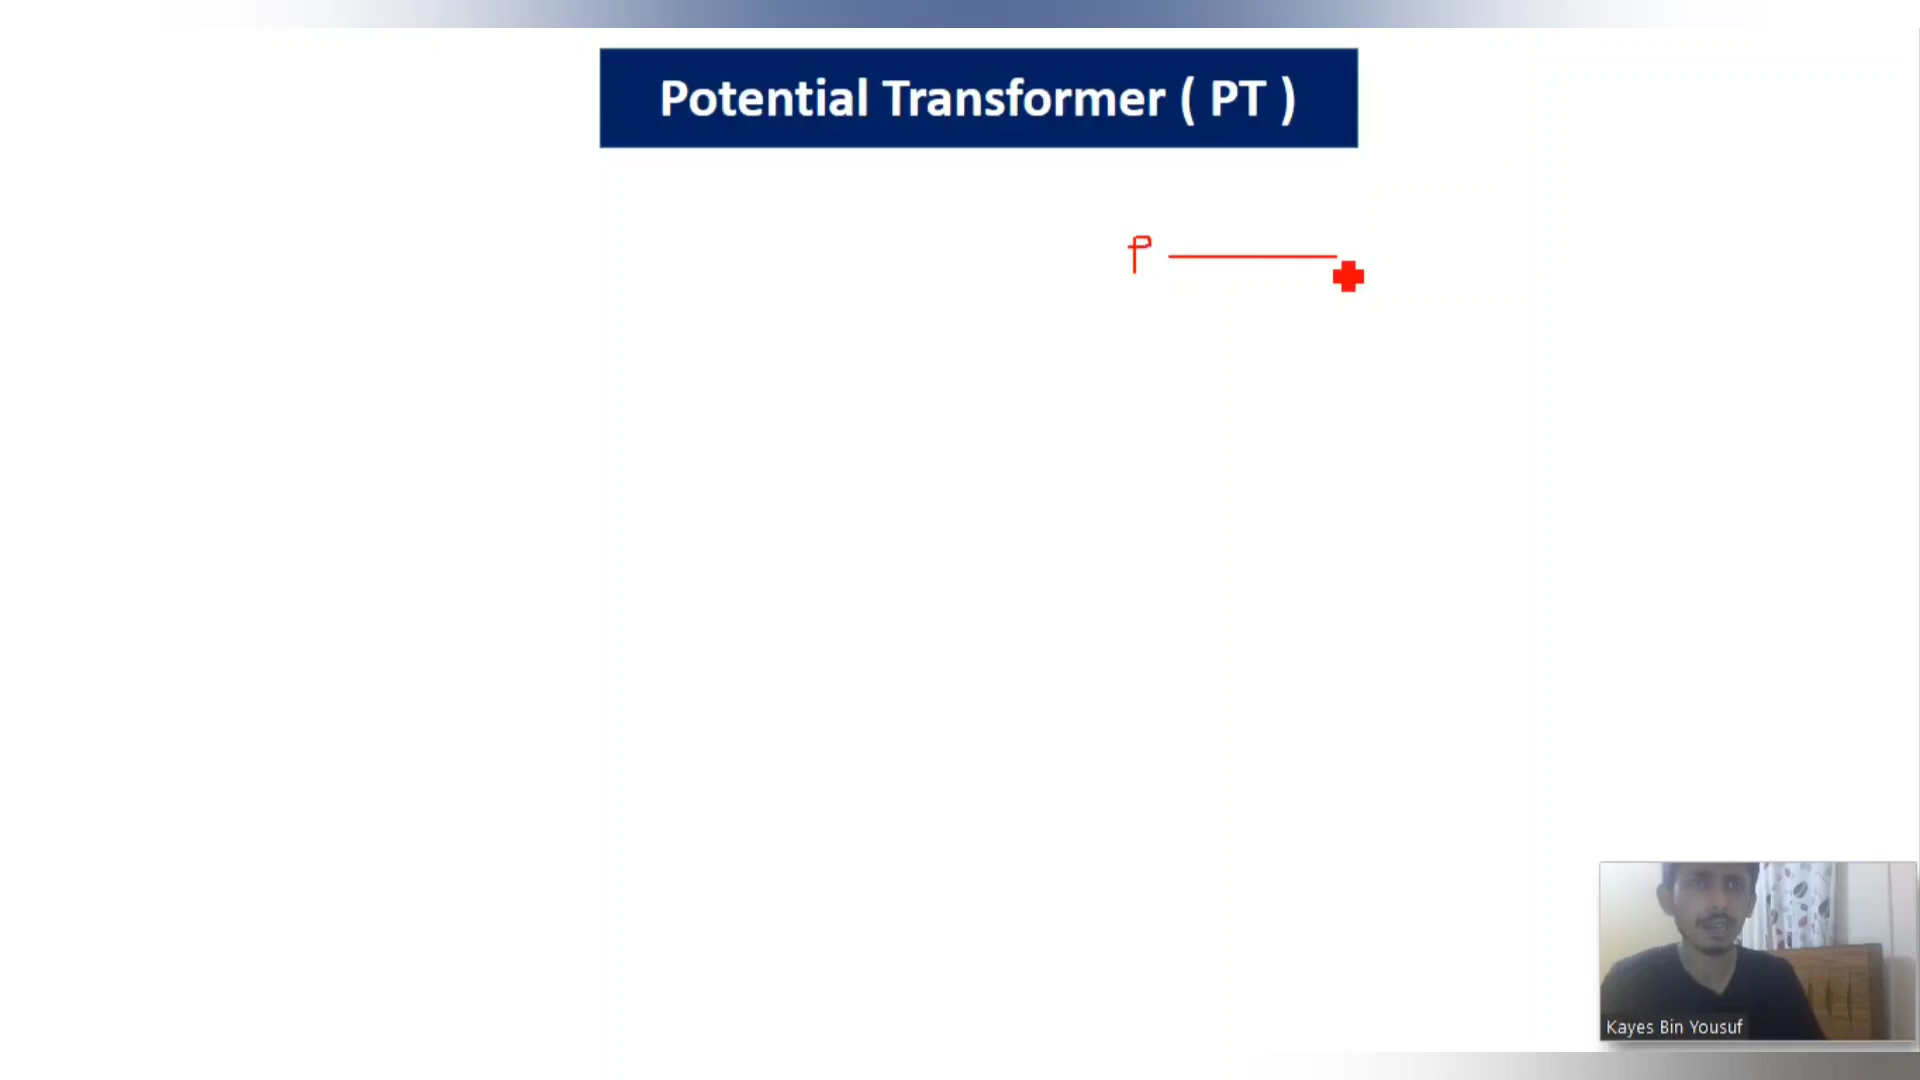 Potential Transformer ( PT )
P
Kayes Bin Yousuf